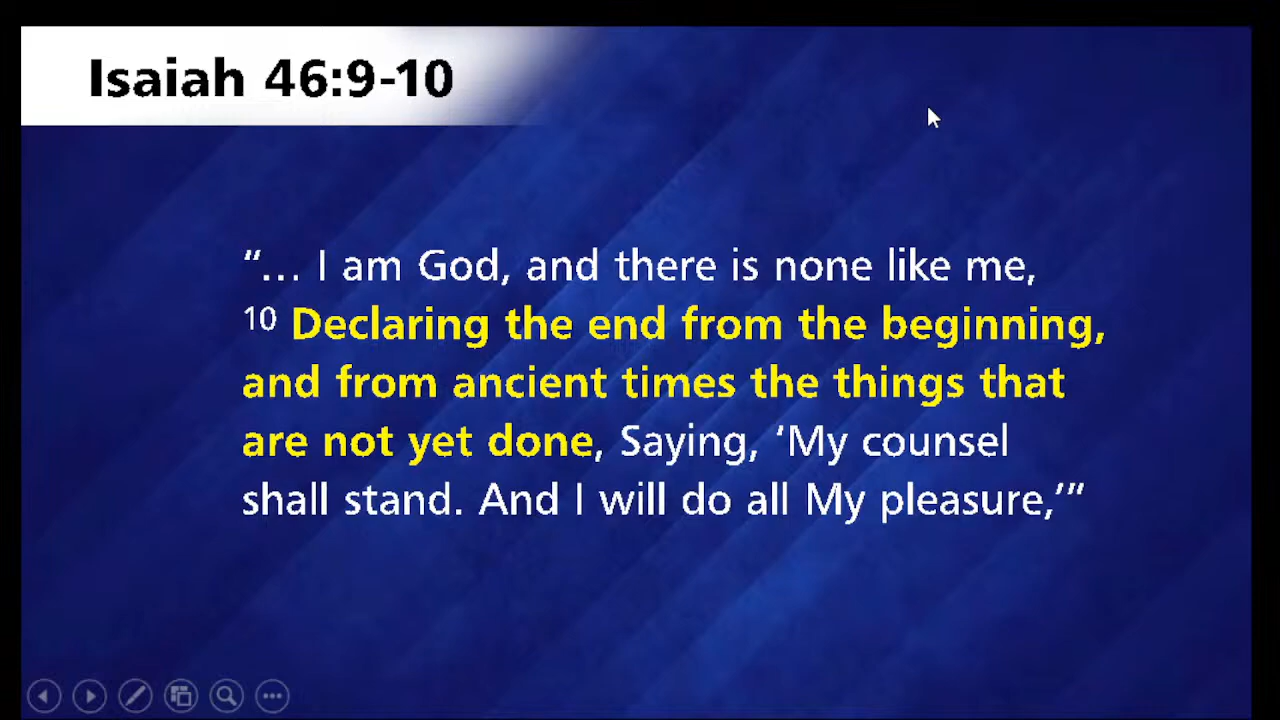 Isaiah 46:9-10
“… I am God, and there is none like me,
10 Declaring the end from the beginning,
and from ancient times the things that
are not yet done, Saying, ‘My counsel
shall stand. And I will do all My pleasure,’”